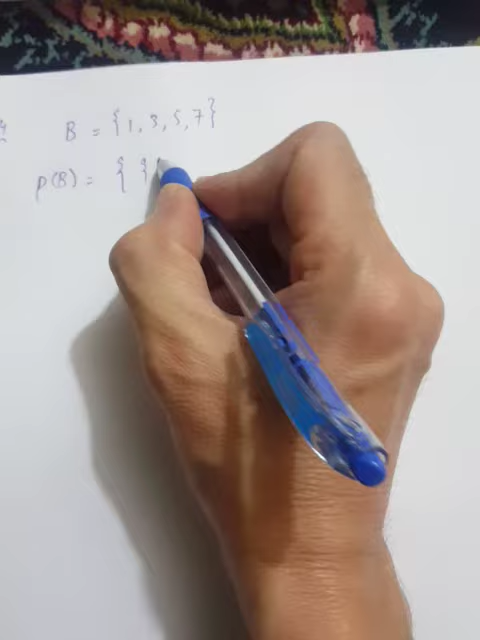 B = {1, 3, 5, 7}
P(B) = { {